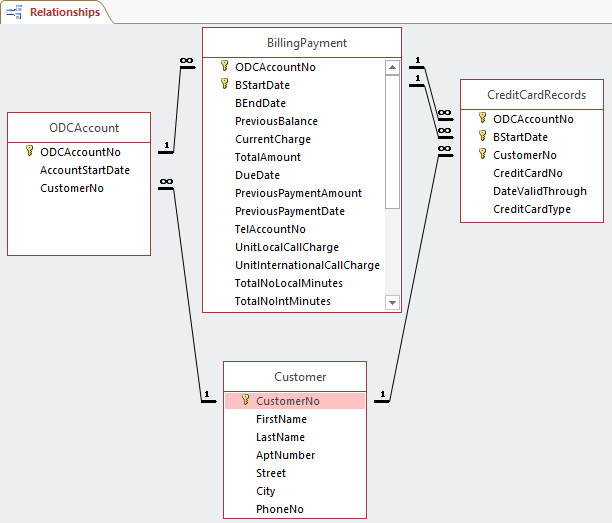 Relationships
BillingPayment
ODCAccountNo
BStartDate
BEndDate
PreviousBalance
CurrentCharge
TotalAmount
DueDate
PreviousPaymentAmount
PreviousPaymentDate
TelAccountNo
UnitLocalCallCharge
UnitInternationalCallCharge
TotalNoLocalMinutes
TotalNoIntMinutes
ODCAccount
ODCAccountNo
AccountStartDate
CustomerNo
CreditCardRecords
ODCAccountNo
BStartDate
CustomerNo
CreditCardNo
DateValidThrough
CreditCardType
1
∞
∞
1
1
∞
∞
∞
1
1
Customer
CustomerNo
FirstName
LastName
AptNumber
Street
City
PhoneNo